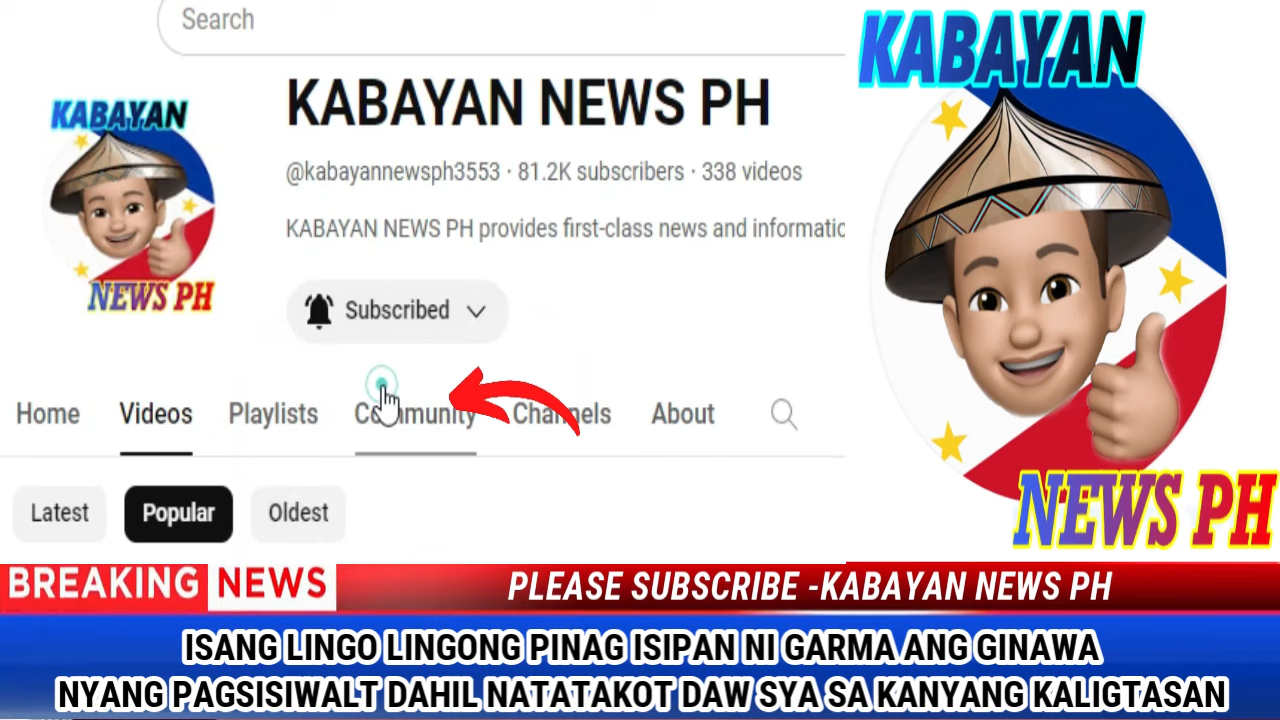 Search
KABAYAN
NEWS PH
KABAYAN NEWS PH
@kabayannewsph3553 · 81.2K subscribers · 338 videos
KABAYAN NEWS PH provides first-class news and informatic
Subscribed
Home Videos Playlists Community Channels About
Latest Popular Oldest
KABAYAN
NEWS PH
BREAKING NEWS
PLEASE SUBSCRIBE -KABAYAN NEWS PH
ISANG LINGO LINGONG PINAG ISIPAN NI GARMA ANG GINAWA
NYANG PAGSISIWALT DAHIL NATATAKOT DAW SYA SA KANYANG KALIGTASAN